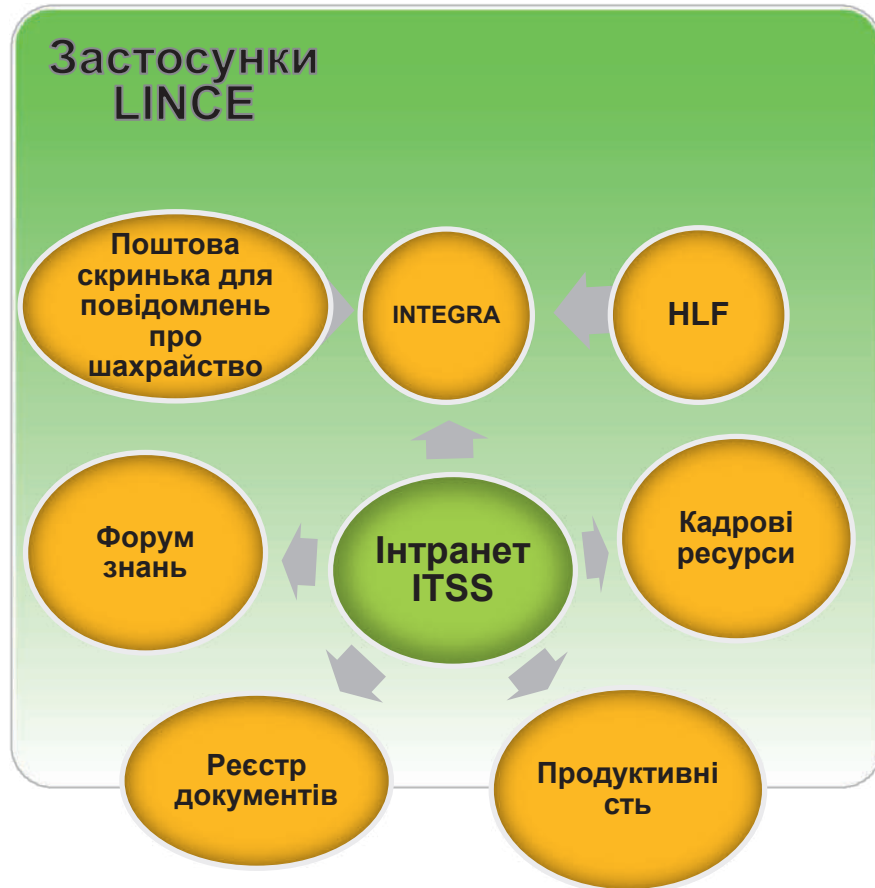 Застосунки
LINCE
Поштова
скринька для
повідомлень
про
шахрайство
INTEGRA
HLF
Форум
знань
Інтранет
ITSS
Кадрові
ресурси
Реєстр
документів
Продуктивні
сть